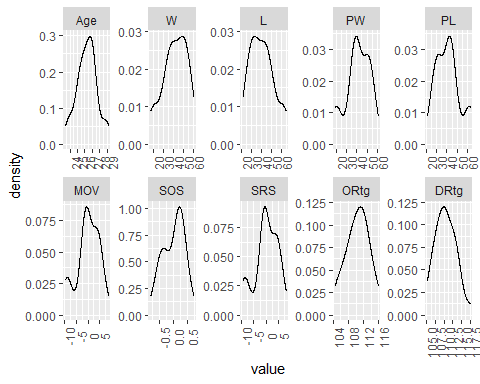 Age W L PW PL
0.3 0.03 0.03 0.03 0.03
0.2 0.02 0.02 0.02 0.02
0.1 0.01 0.01 0.01 0.01
0.0 0.00 0.00 0.00 0.00
24 25 26 27 28 29 20 30 40 50 60 20 30 40 50 60 20 30 40 50 60 20 30 40 50 60
density
MOV SOS SRS ORtg DRtg
0.075 1.00 0.075 0.125 0.125
0.050 0.75 0.050 0.100 0.100
0.025 0.50 0.025 0.075 0.075
0.000 0.25 0.000 0.050 0.050
0.00 0.025 0.025
0.000 0.000
-10 -5 0 5 -0.5 0.0 0.5 -10 -5 0 5 104 108 112 116 105.0 107.5 110.0 112.5 115.0 117.5
value